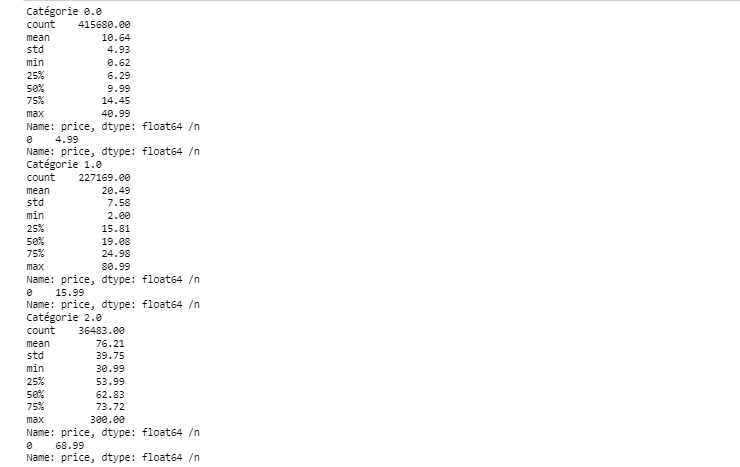 Catégorie 0.0
count 415680.00
mean 10.64
std 4.93
min 0.62
25% 6.29
50% 9.99
75% 14.45
max 40.99
Name: price, dtype: float64 /n
0 4.99
Name: price, dtype: float64 /n
Catégorie 1.0
count 227169.00
mean 20.49
std 7.58
min 2.00
25% 15.81
50% 19.08
75% 24.98
max 80.99
Name: price, dtype: float64 /n
0 15.99
Name: price, dtype: float64 /n
Catégorie 2.0
count 36483.00
mean 76.21
std 39.75
min 30.99
25% 53.99
50% 62.83
75% 73.72
max 300.00
Name: price, dtype: float64 /n
0 68.99
Name: price, dtype: float64 /n